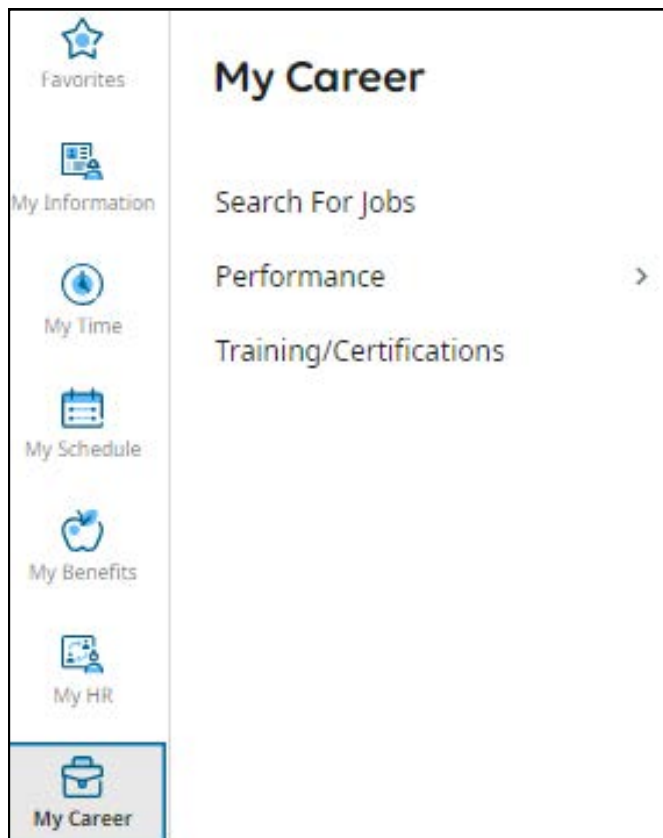 Favorites
My Information
My Time
My Schedule
My Benefits
My HR
My Career
My Career
Search For Jobs
Performance
Training/Certifications